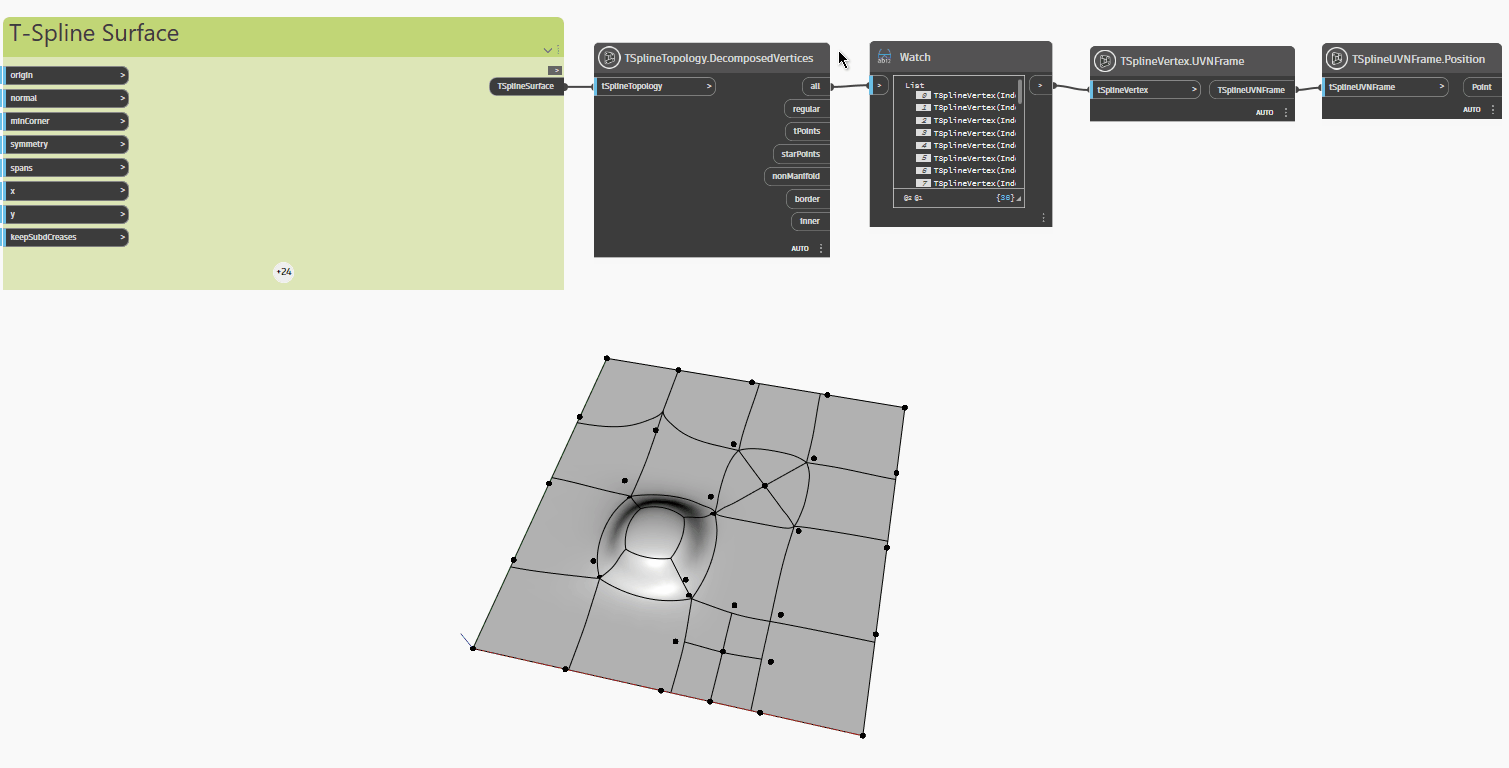 T-Spline Surface
origin >
normal >
minCorner >
symmetry >
spans >
x >
y >
keepSubdCreases >
+24
>
TSplineSurface
TSplineTopology.DecomposedVertices
tSplineTopology >
all
regular
tPoints
starPoints
nonManifold
border
inner
AUTO
Watch
> >
List
0 TSplineVertex(Ind
1 TSplineVertex(Ind
2 TSplineVertex(Ind
3 TSplineVertex(Ind
4 TSplineVertex(Ind
5 TSplineVertex(Ind
6 TSplineVertex(Ind
7 TSplineVertex(Ind
@2 @1
TSplineVertex.UVNFrame
tSplineVertex > TSplineUVNFrame
AUTO
TSplineUVNFrame.Position
tSplineUVNFrame > Point
AUTO